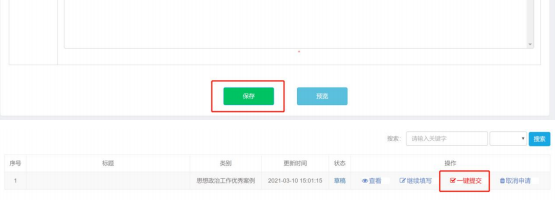 保存 预览
搜索: 请输入关键字 搜索
序号 标题 类别 更新时间 状态 操作
1 思想政治工作优秀案例 2021-03-10 15:01:15 草稿 查看 继续填写 一键提交 取消申请